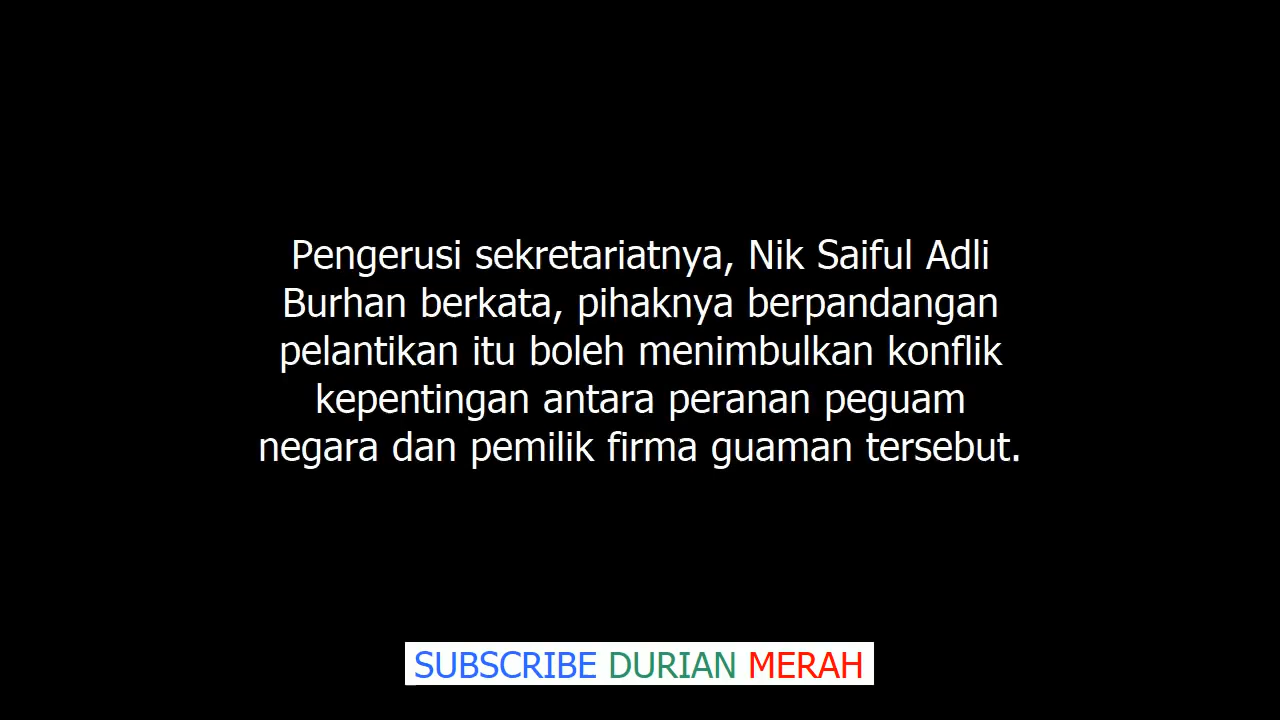 Pengerusi sekretariatnya, Nik Saiful Adli
Burhan berkata, pihaknya berpandangan
pelantikan itu boleh menimbulkan konflik
kepentingan antara peranan peguam
negara dan pemilik firma guaman tersebut.
SUBSCRIBE DURIAN MERAH